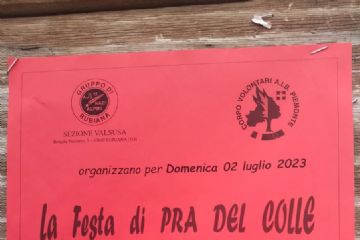 GRUPPO DI RUBIANA
CORPO VOLONTARI A.I.B. PIEMONTE
SEZIONE VALSUSA
organizzano per Domenica 02 luglio 2023
La Festa di PRA DEL COLLE